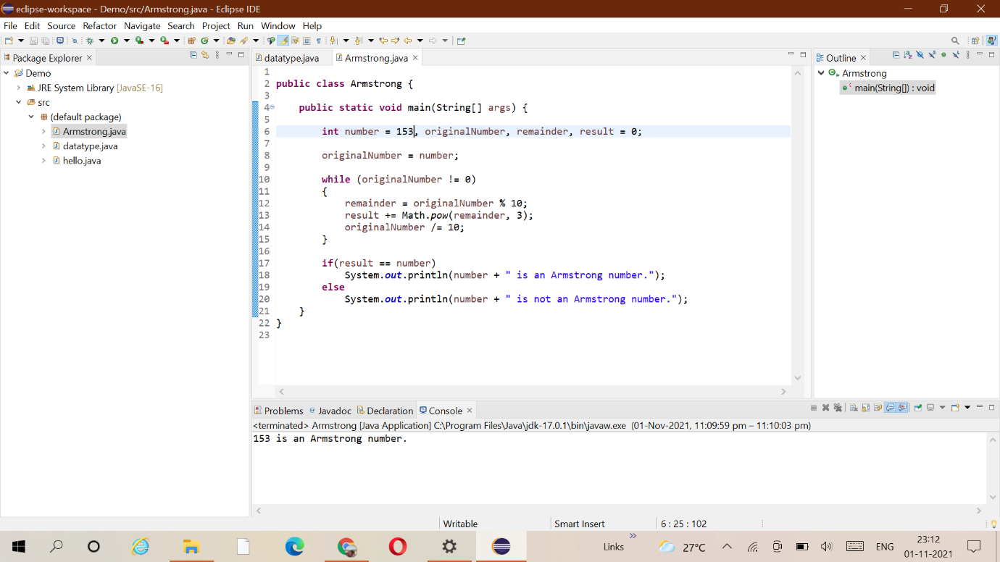 eclipse-workspace - Demo/src/Armstrong.java - Eclipse IDE
File Edit Source Refactor Navigate Search Project Run Window Help
Package Explorer
Demo
JRE System Library [JavaSE-16]
src
(default package)
Armstrong.java
datatype.java
hello.java
datatype.java Armstrong.java
1
2 public class Armstrong {
3
4 public static void main(String[] args) {
5
6 int number = 153, originalNumber, remainder, result = 0;
7
8 originalNumber = number;
9
10 while (originalNumber != 0)
11 {
12 remainder = originalNumber % 10;
13 result += Math.pow(remainder, 3);
14 originalNumber /= 10;
15 }
16
17 if(result == number)
18 System.out.println(number + " is an Armstrong number.");
19 else
20 System.out.println(number + " is not an Armstrong number.");
21 }
22 }
23
Outline
Armstrong
main(String[]) : void
Problems Javadoc Declaration Console
<terminated> Armstrong [Java Application] C:\Program Files\Java\jdk-17.0.1\bin\javaw.exe (01-Nov-2021, 11:09:59 pm – 11:10:03 pm)
153 is an Armstrong number.
Writable Smart Insert 6 : 25 : 102
Links 27°C ENG 23:12
01-11-2021